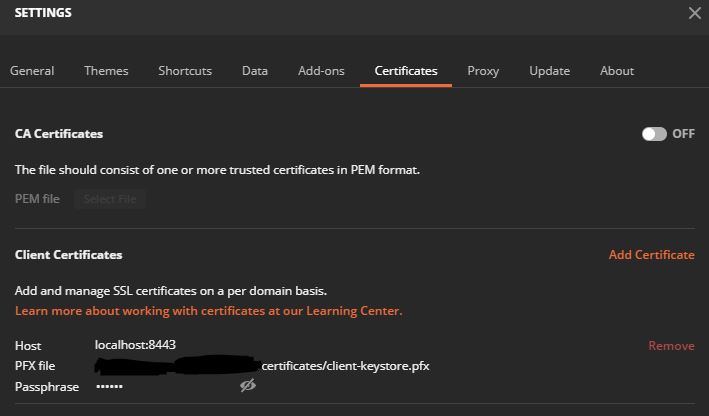 SETTINGS
General Themes Shortcuts Data Add-ons Certificates Proxy Update About
CA Certificates OFF
The file should consist of one or more trusted certificates in PEM format.
PEM file Select File
Client Certificates Add Certificate
Add and manage SSL certificates on a per domain basis.
Learn more about working with certificates at our Learning Center.
Host localhost:8443 Remove
PFX file certificates/client-keystore.pfx
Passphrase ••••••